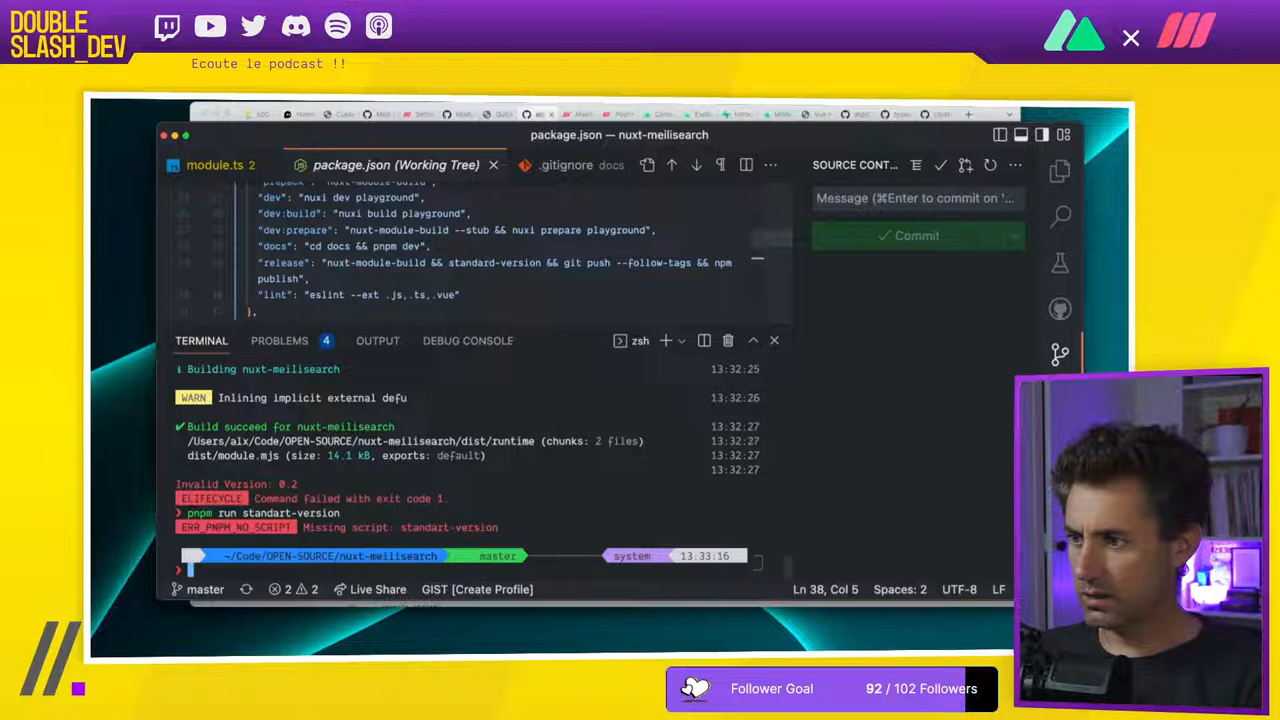 DOUBLE
SLASH_DEV
Ecoute le podcast !!
package.json — nuxt-meilisearch
module.ts 2
package.json (Working Tree)
.gitignore docs
SOURCE CONT...
Message (⌘Enter to commit on '...
Commit
"dev": "nuxi dev playground",
"dev:build": "nuxi build playground",
"dev:prepare": "nuxt-module-build --stub && nuxi prepare playground",
"docs": "cd docs && pnpm dev",
"release": "nuxt-module-build && standard-version && git push --follow-tags && npm
publish",
"lint": "eslint --ext .js,.ts,.vue"
},
TERMINAL
PROBLEMS 4
OUTPUT
DEBUG CONSOLE
zsh
ℹ Building nuxt-meilisearch 13:32:25
WARN Inlining implicit external defu 13:32:26
✔ Build succeed for nuxt-meilisearch 13:32:27
/Users/alx/Code/OPEN-SOURCE/nuxt-meilisearch/dist/runtime (chunks: 2 files) 13:32:27
dist/module.mjs (size: 14.1 kB, exports: default) 13:32:27
13:32:27
Invalid Version: 0.2
ELIFECYCLE Command failed with exit code 1.
❯ pnpm run standart-version
ERR_PNPM_NO_SCRIPT Missing script: standart-version
~/Code/OPEN-SOURCE/nuxt-meilisearch master system 13:33:16
❯
master
2 2
Live Share
GIST [Create Profile]
Ln 38, Col 5
Spaces: 2
UTF-8
LF
Follower Goal 92 / 102 Followers